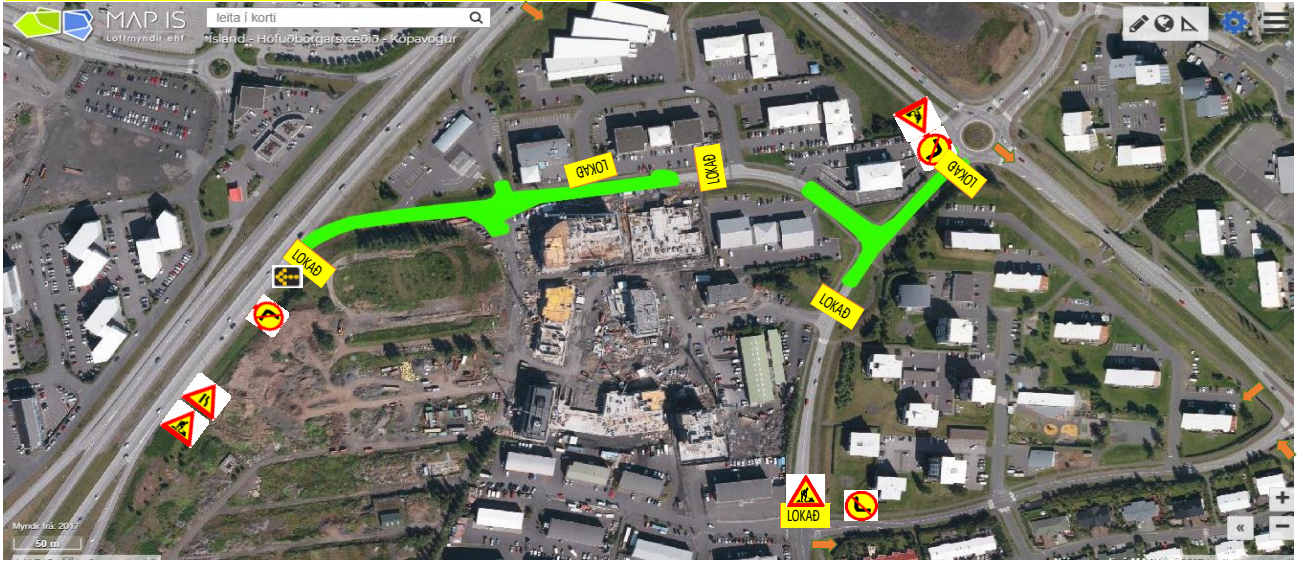 MAP IS
Loftmyndir ehf
leita í korti
Ísland - Höfuðborgarsvæðið - Kópavogur
LOKAÐ
LOKAÐ
LOKAÐ
LOKAÐ
LOKAÐ
LOKAÐ
Myndir frá: 2017
50 m
«
+
−